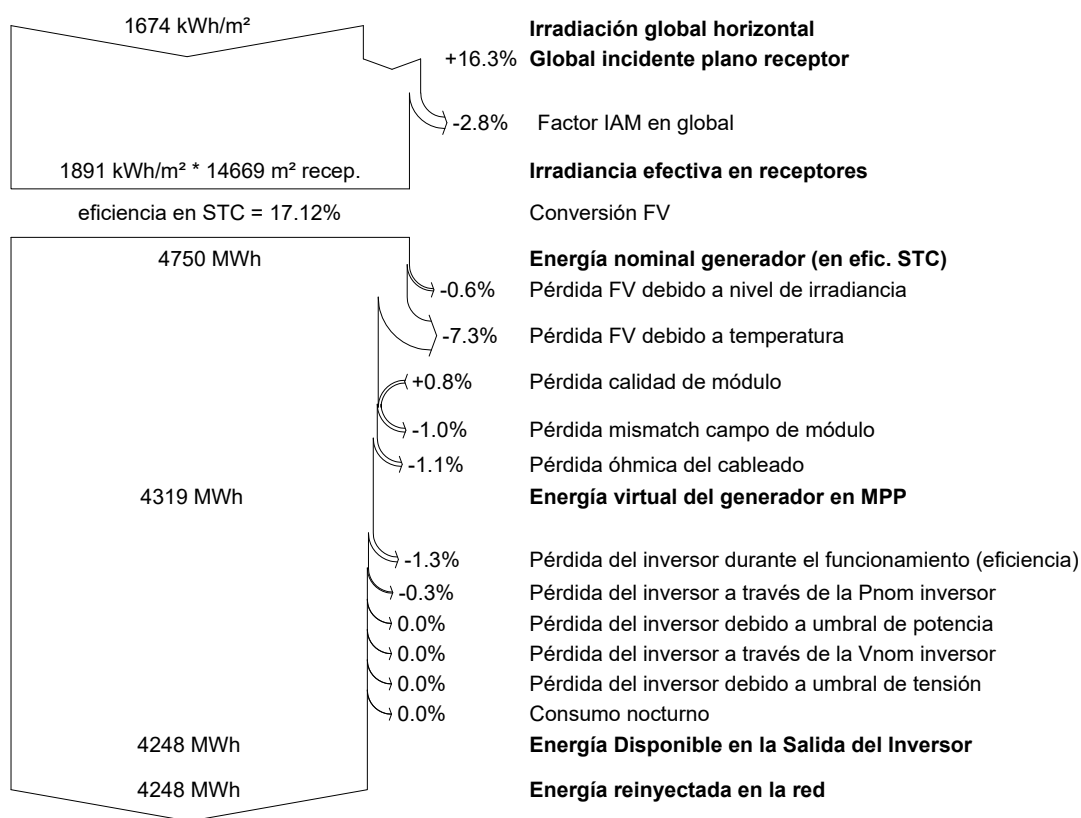 1674 kWh/m² Irradiación global horizontal
+16.3% Global incidente plano receptor
-2.8% Factor IAM en global
1891 kWh/m² * 14669 m² recep. Irradiancia efectiva en receptores
eficiencia en STC = 17.12% Conversión FV
4750 MWh Energía nominal generador (en efic. STC)
-0.6% Pérdida FV debido a nivel de irradiancia
-7.3% Pérdida FV debido a temperatura
+0.8% Pérdida calidad de módulo
-1.0% Pérdida mismatch campo de módulo
-1.1% Pérdida óhmica del cableado
4319 MWh Energía virtual del generador en MPP
-1.3% Pérdida del inversor durante el funcionamiento (eficiencia)
-0.3% Pérdida del inversor a través de la Pnom inversor
0.0% Pérdida del inversor debido a umbral de potencia
0.0% Pérdida del inversor a través de la Vnom inversor
0.0% Pérdida del inversor debido a umbral de tensión
0.0% Consumo nocturno
4248 MWh Energía Disponible en la Salida del Inversor
4248 MWh Energía reinyectada en la red